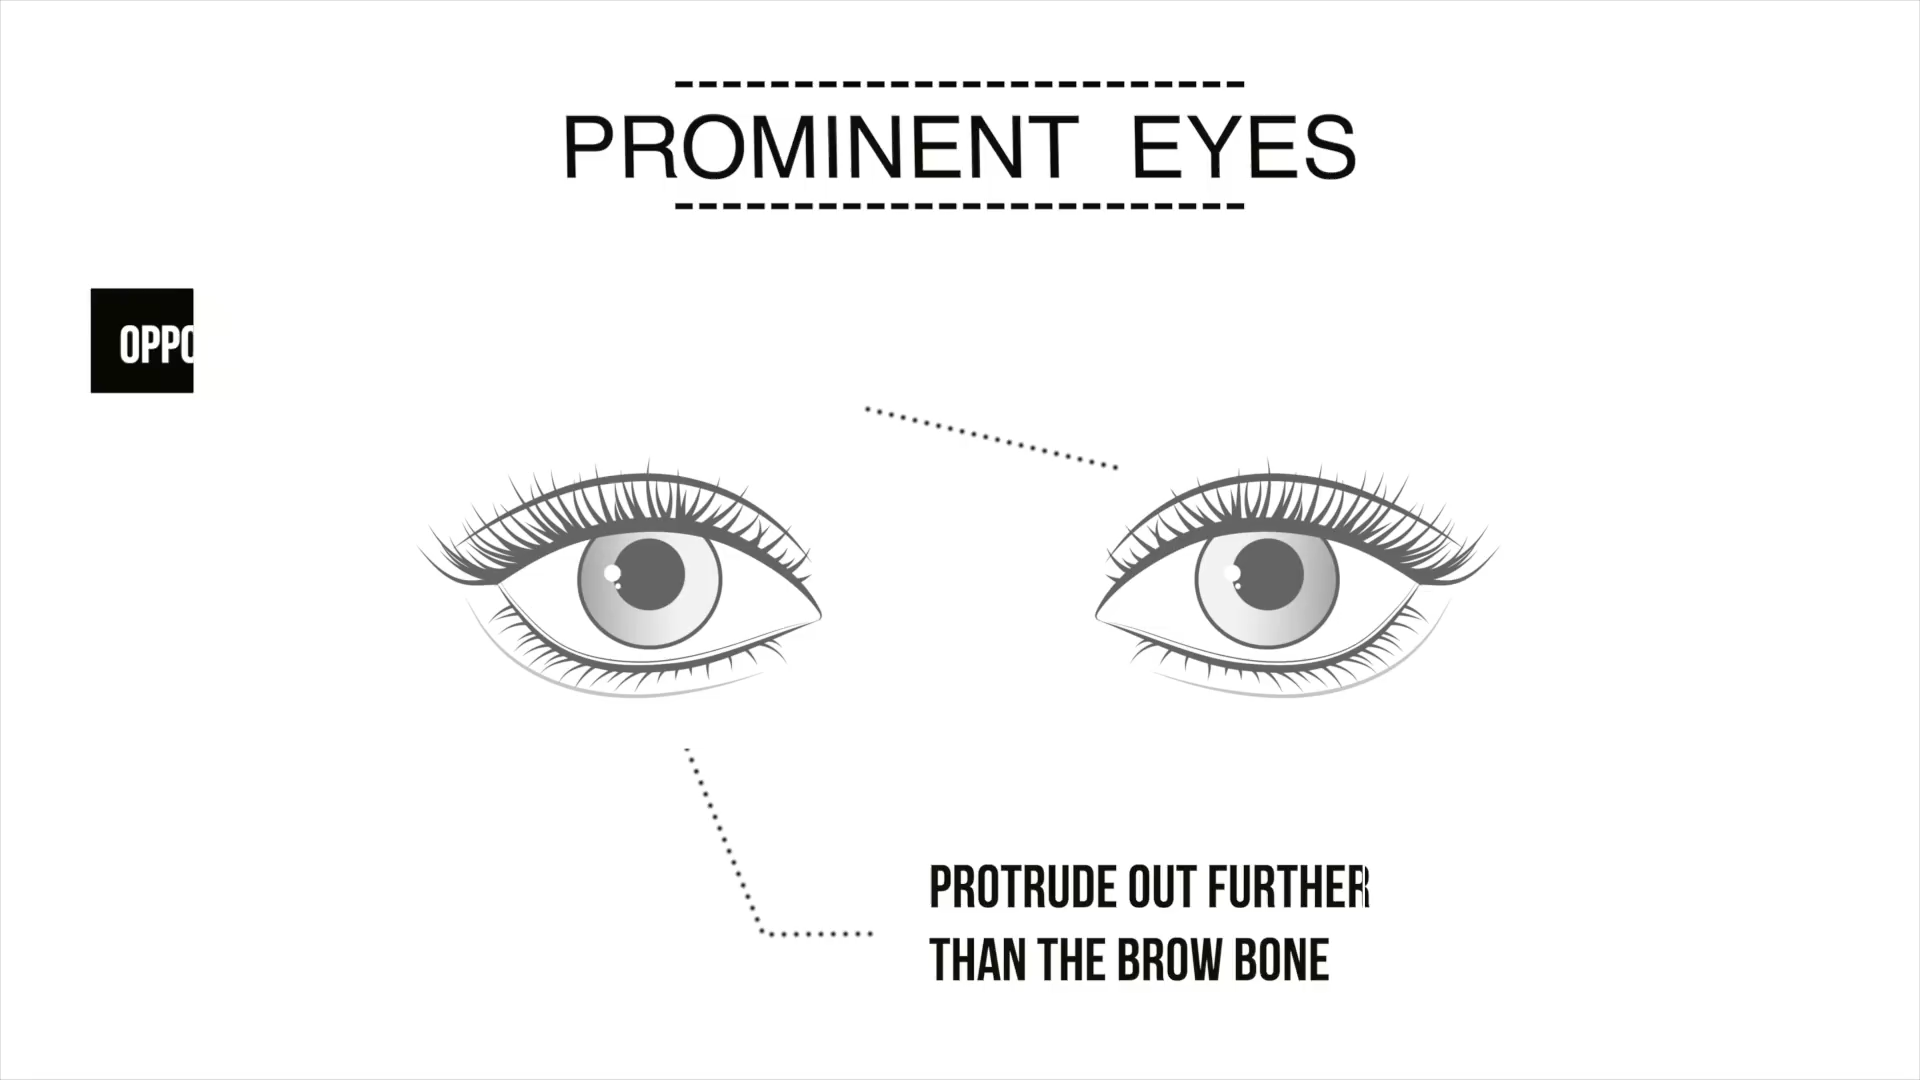 PROMINENT EYES
PROTRUDE OUT FURTHER
THAN THE BROW BONE